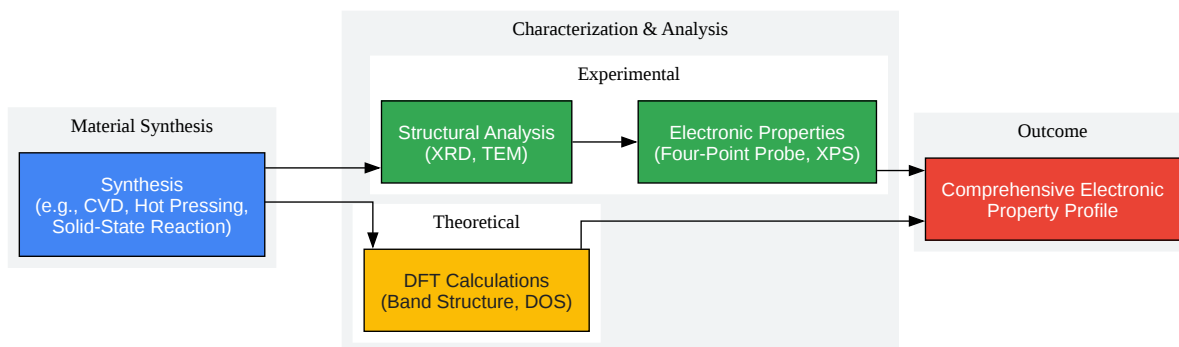 Characterization & Analysis
Experimental
Material Synthesis
Structural Analysis
(XRD, TEM)
Electronic Properties
(Four-Point Probe, XPS)
Outcome
Synthesis
(e.g., CVD, Hot Pressing,
Solid-State Reaction)
Comprehensive Electronic
Property Profile
Theoretical
DFT Calculations
(Band Structure, DOS)